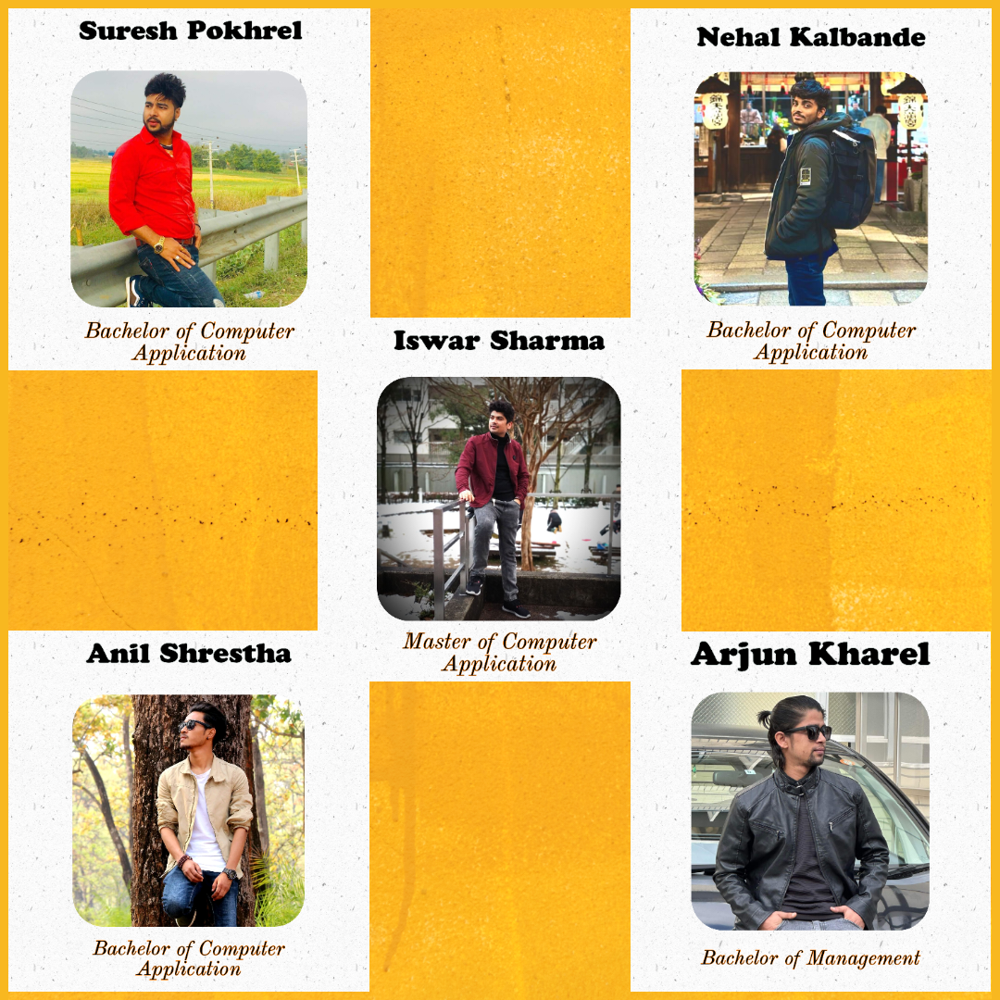 Suresh Pokhrel
Bachelor of Computer
Application
Nehal Kalbande
Bachelor of Computer
Application
Iswar Sharma
Master of Computer
Application
Anil Shrestha
Bachelor of Computer
Application
Arjun Kharel
Bachelor of Management